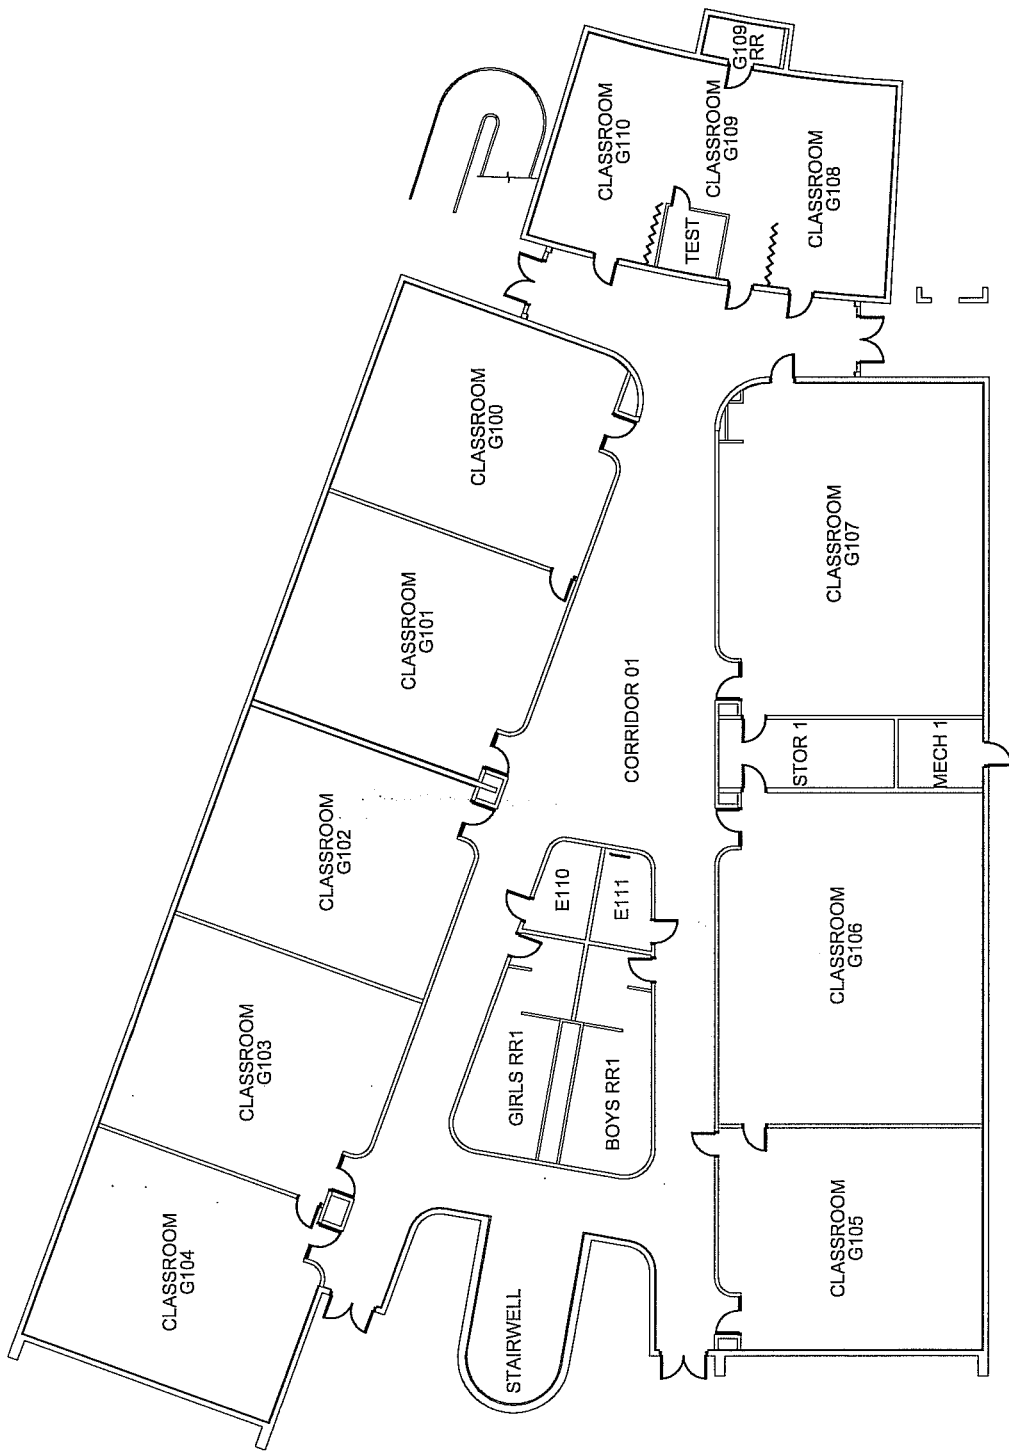 G109
RR
CLASSROOM
G110
CLASSROOM
G109
CLASSROOM
G108
TEST
CLASSROOM
G100
CLASSROOM
G101
CLASSROOM
G102
CLASSROOM
G103
CLASSROOM
G104
CORRIDOR 01
E110
E111
GIRLS RR1
BOYS RR1
STAIRWELL
CLASSROOM
G107
STOR 1
MECH 1
CLASSROOM
G106
CLASSROOM
G105